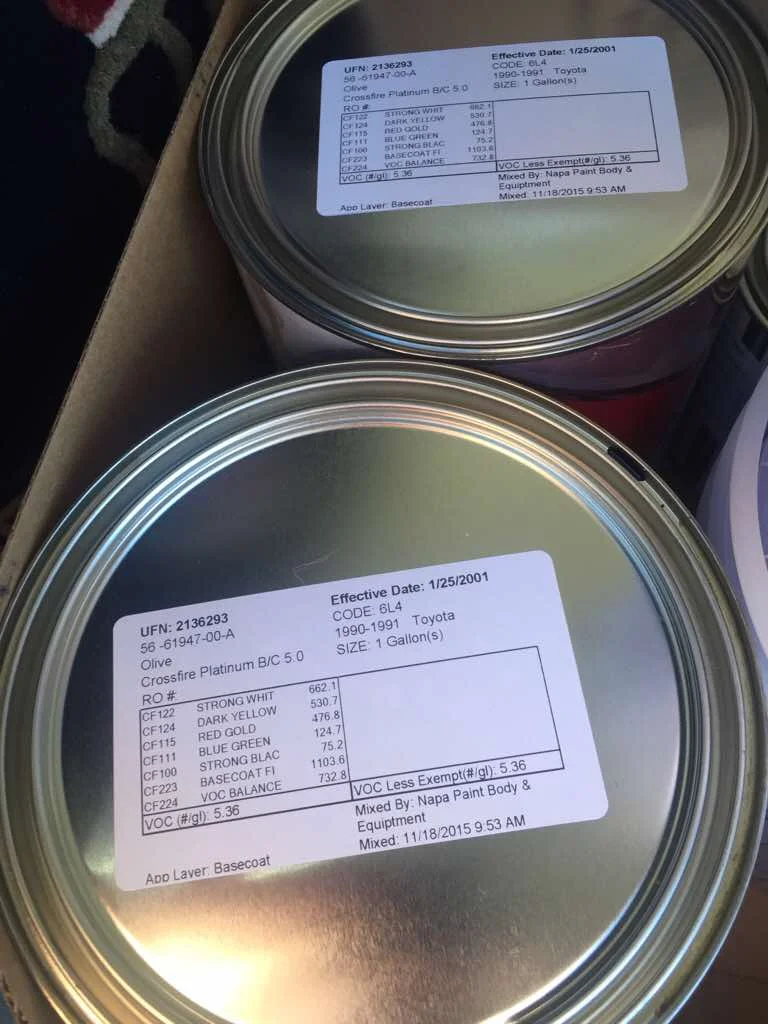 UFN: 2136293 Effective Date: 1/25/2001
56 -61947-00-A CODE: 6L4
Olive 1990-1991 Toyota
Crossfire Platinum B/C 5.0 SIZE: 1 Gallon(s)
RO #:
CF122 STRONG WHIT 662.1
CF124 DARK YELLOW 530.7
CF115 RED GOLD 476.8
CF111 BLUE GREEN 124.7
CF100 STRONG BLAC 75.2
CF223 BASECOAT FI 1103.6
CF224 VOC BALANCE 732.8
VOC (#/gl): 5.36 VOC Less Exempt(#/gl): 5.36
Mixed By: Napa Paint Body &
Equiptment
App Layer: Basecoat Mixed: 11/18/2015 9:53 AM
UFN: 2136293 Effective Date: 1/25/2001
56 -61947-00-A CODE: 6L4
Olive 1990-1991 Toyota
Crossfire Platinum B/C 5.0 SIZE: 1 Gallon(s)
RO #:
CF122 STRONG WHIT 662.1
CF124 DARK YELLOW 530.7
CF115 RED GOLD 476.8
CF111 BLUE GREEN 124.7
CF100 STRONG BLAC 75.2
CF223 BASECOAT FI 1103.6
CF224 VOC BALANCE 732.8
VOC (#/gl): 5.36 VOC Less Exempt(#/gl): 5.36
Mixed By: Napa Paint Body &
Equiptment
App Layer: Basecoat Mixed: 11/18/2015 9:53 AM